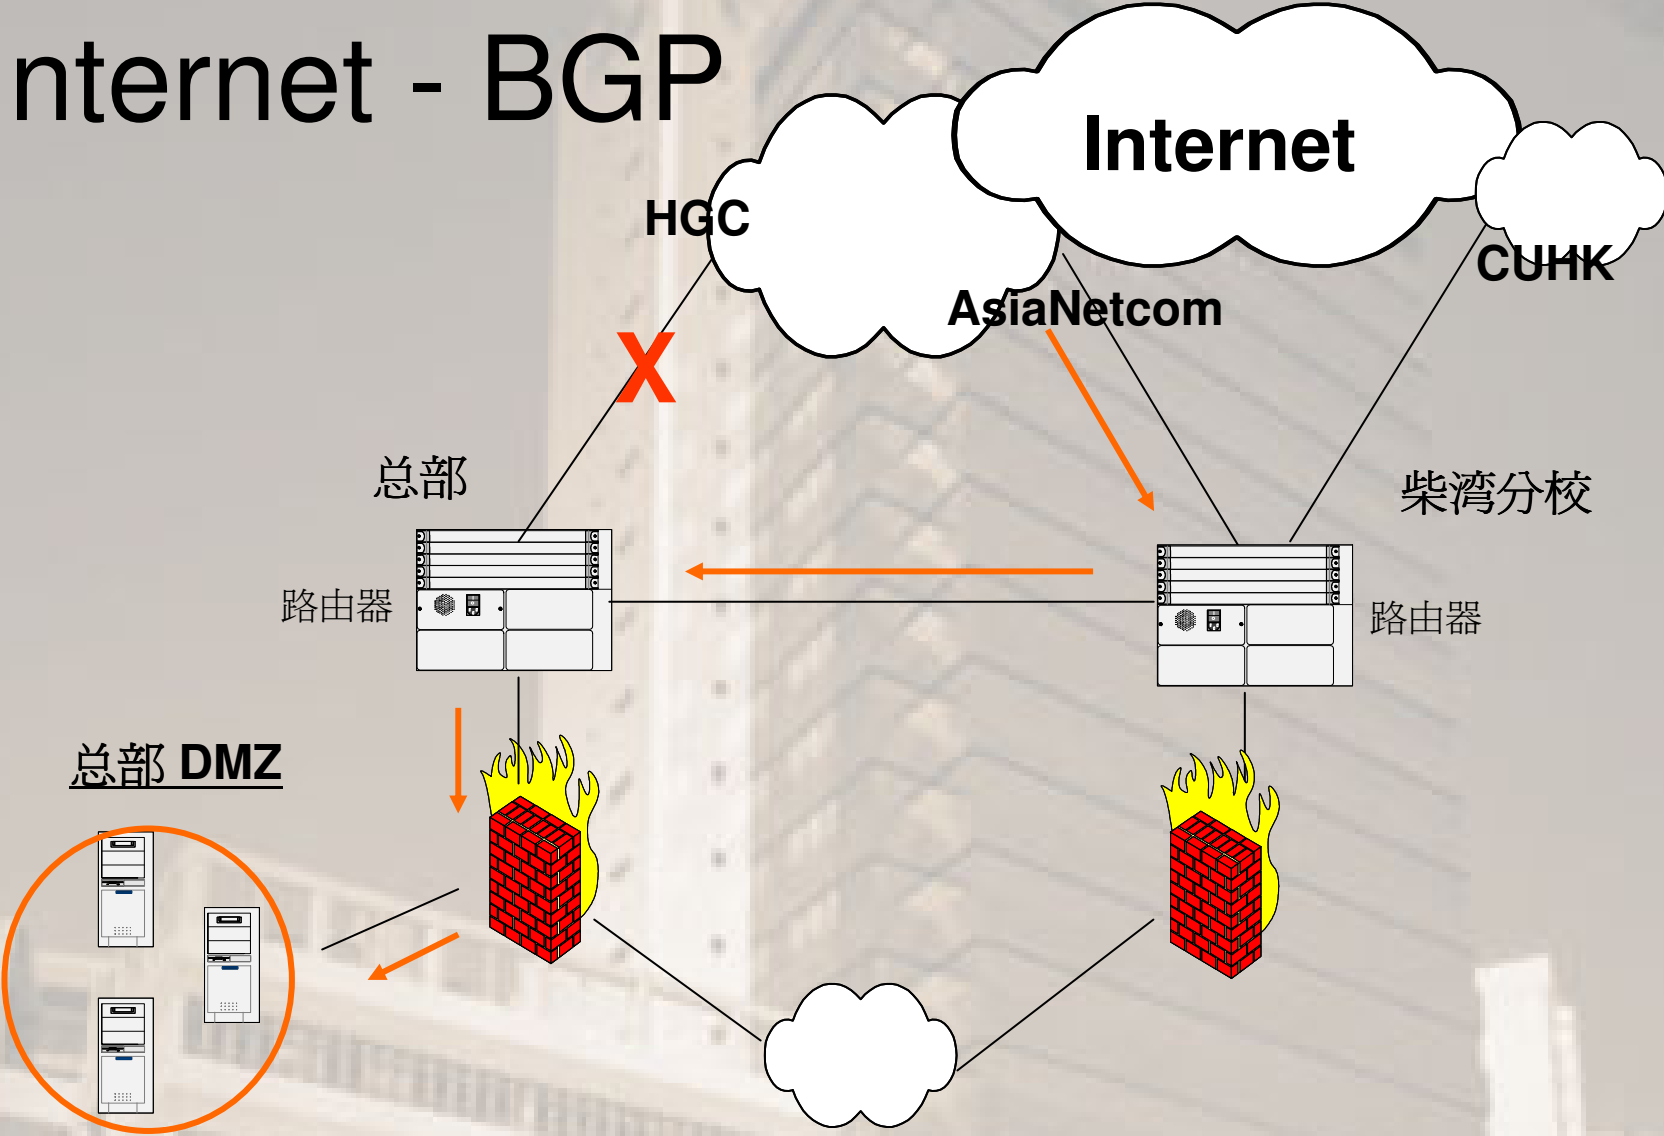 nternet - BGP
Internet
HGC
CUHK
AsiaNetcom
X
总部
柴湾分校
路由器
路由器
总部 DMZ